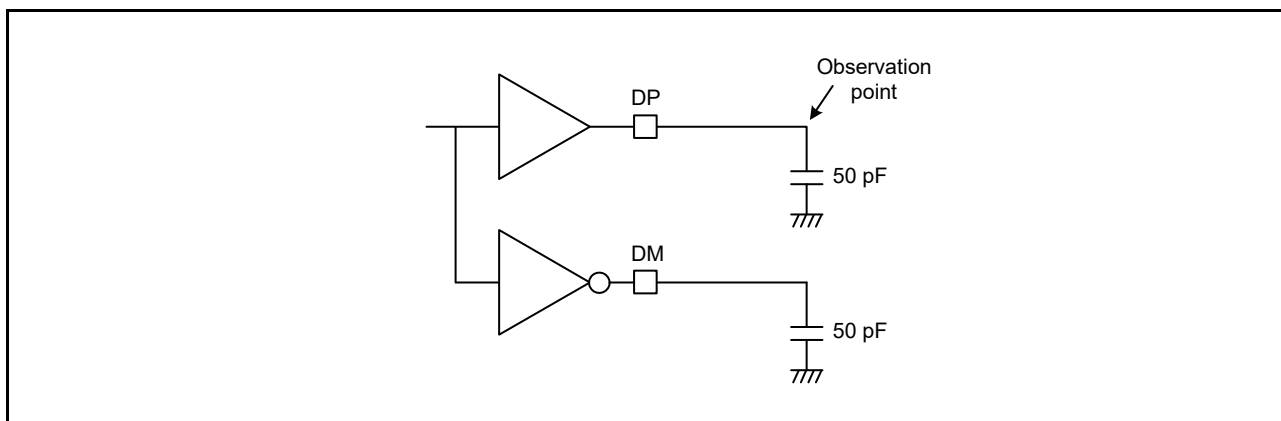 Observation
point
DP
50 pF
DM
50 pF